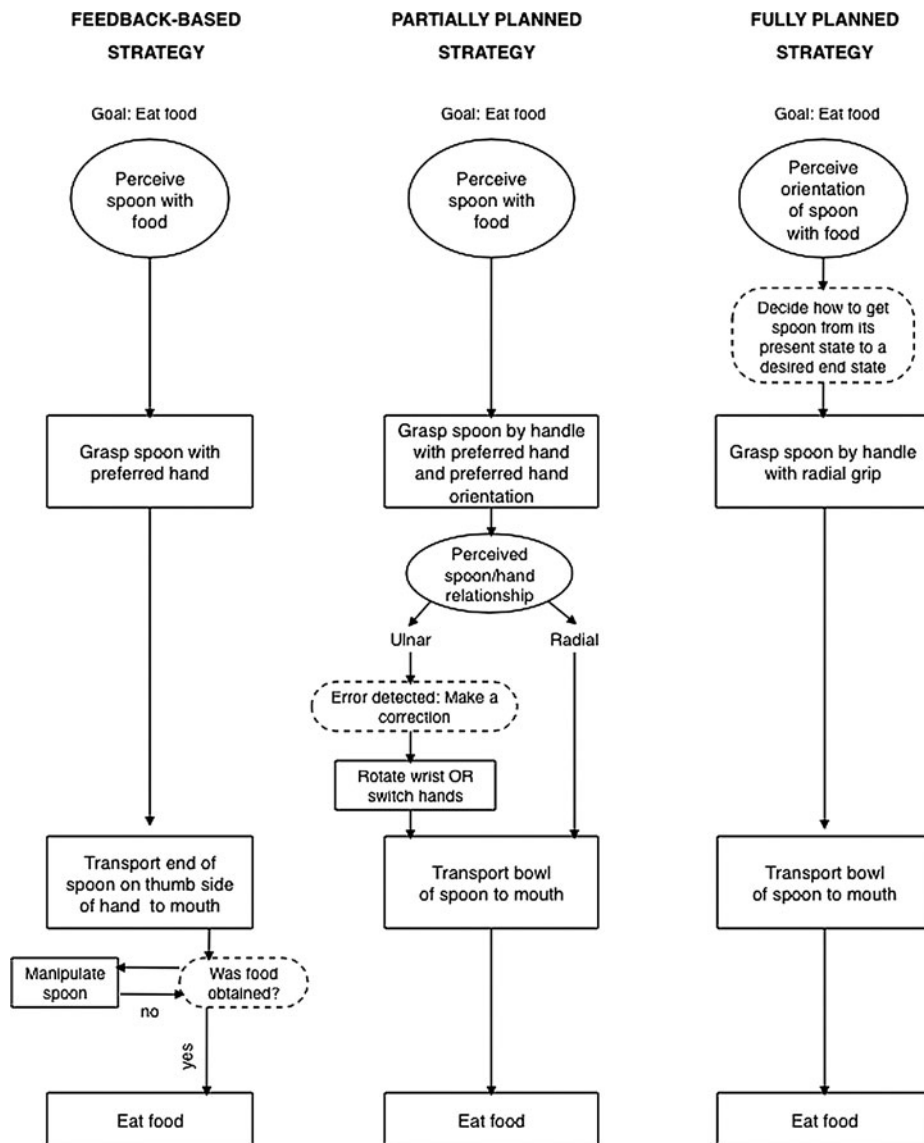 FEEDBACK-BASED
STRATEGY
Goal: Eat food
Perceive
spoon with
food
Grasp spoon with
preferred hand
Transport end of
spoon on thumb side
of hand to mouth
Manipulate
spoon
Was food
obtained?
no
yes
Eat food
PARTIALLY PLANNED
STRATEGY
Goal: Eat food
Perceive
spoon with
food
Grasp spoon by handle
with preferred hand
and preferred hand
orientation
Perceived
spoon/hand
relationship
Ulnar
Radial
Error detected: Make a
correction
Rotate wrist OR
switch hands
Transport bowl
of spoon to mouth
Eat food
FULLY PLANNED
STRATEGY
Goal: Eat food
Perceive
orientation
of spoon
with food
Decide how to get
spoon from its
present state to a
desired end state
Grasp spoon by handle
with radial grip
Transport bowl
of spoon to mouth
Eat food